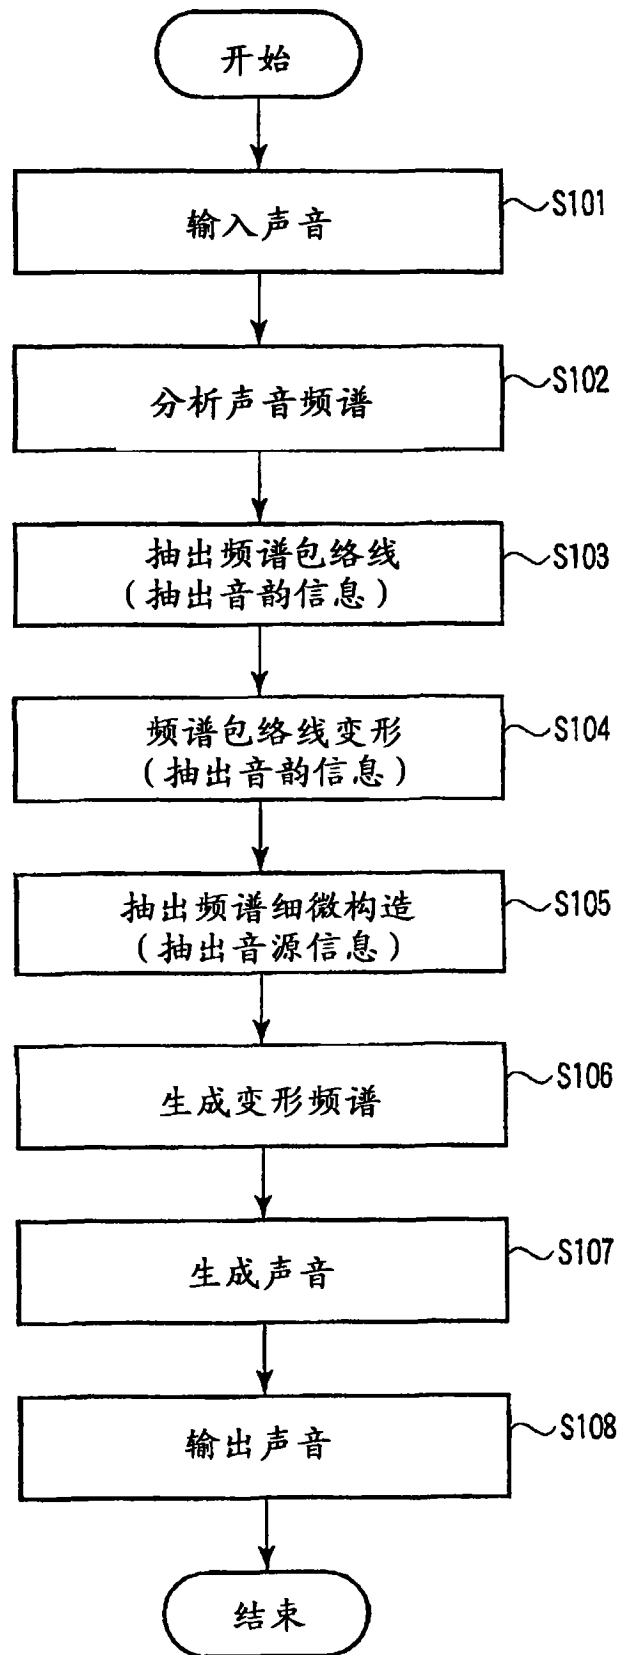 开始
输入声音
S101
分析声音频谱
S102
抽出频谱包络线
(抽出音韵信息)
S103
频谱包络线变形
(抽出音韵信息)
S104
抽出频谱细微构造
(抽出音源信息)
S105
生成变形频谱
S106
生成声音
S107
输出声音
S108
结束